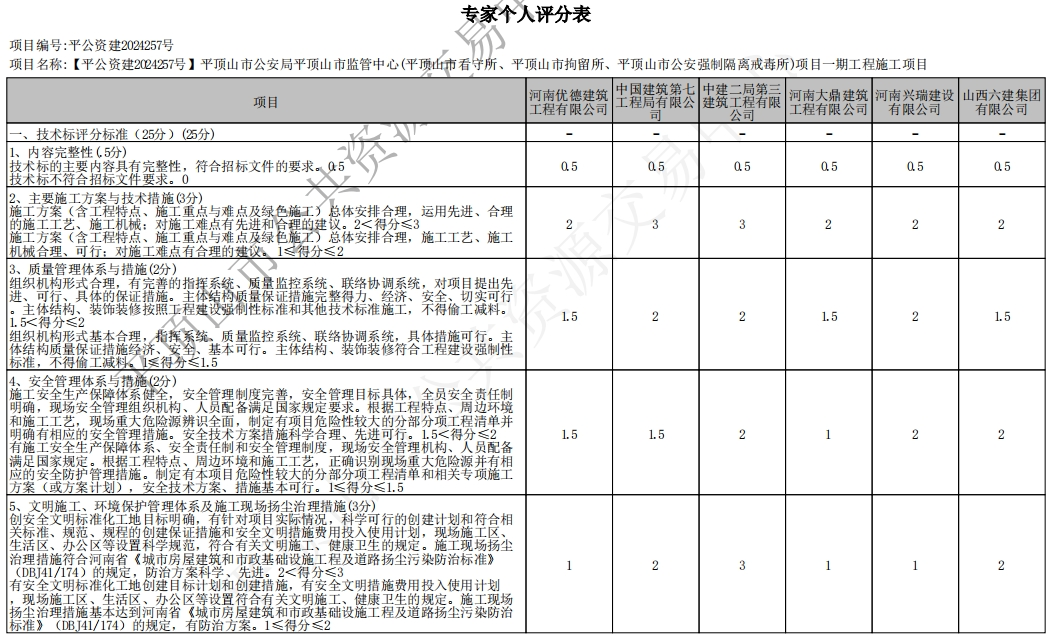 专家个人评分表
项目编号:平公资建2024257号
项目名称:【平公资建2024257号】平顶山市公安局平顶山市监管中心(平顶山市看守所、平顶山市拘留所、平顶山市公安强制隔离戒毒所)项目一期工程施工项目
项目 河南优德建筑工程有限公司 中国建筑第七工程局有限公司 中建二局第三建筑工程有限公司 河南大鼎建筑工程有限公司 河南兴瑞建设有限公司 山西六建集团有限公司
一、技术标评分标准（25分）(25分) - - - - - -
1、内容完整性(.5分)
技术标的主要内容具有完整性，符合招标文件的要求。0.5
技术标不符合招标文件要求。0
0.5 0.5 0.5 0.5 0.5 0.5
2、主要施工方案与技术措施(3分)
施工方案（含工程特点、施工重点与难点及绿色施工）总体安排合理，运用先进、合理
的施工工艺、施工机械；对施工难点有先进和合理的建议。2＜得分≤3
施工方案（含工程特点、施工重点与难点及绿色施工）总体安排合理，施工工艺、施工
机械合理、可行；对施工难点有合理的建议。1≤得分≤2
2 3 3 2 2 2
3、质量管理体系与措施(2分)
组织机构形式合理，有完善的指挥系统、质量监控系统、联络协调系统，对项目提出先
进、可行、具体的保证措施。主体结构质量保证措施完整得力、经济、安全、切实可行
。主体结构、装饰装修按照工程建设强制性标准和其他技术标准施工，不得偷工减料。
1.5＜得分≤2
组织机构形式基本合理，指挥系统、质量监控系统、联络协调系统，具体措施可行。主
体结构质量保证措施经济、安全、基本可行。主体结构、装饰装修符合工程建设强制性
标准，不得偷工减料。1≤得分≤1.5
1.5 2 2 1.5 2 1.5
4、安全管理体系与措施(2分)
施工安全生产保障体系健全，安全管理制度完善，安全管理目标具体，全员安全责任制
明确，现场安全管理组织机构、人员配备满足国家规定要求。根据工程特点、周边环境
和施工工艺，现场重大危险源辨识全面，制定有项目危险性较大的分部分项工程清单并
明确有相应的安全管理措施。安全技术方案措施科学合理、先进可行。1.5＜得分≤2
有施工安全生产保障体系、安全责任制和安全管理制度，现场安全管理机构、人员配备
满足国家规定。根据工程特点、周边环境和施工工艺，正确识别现场重大危险源并有相
应的安全防护管理措施。制定有本项目危险性较大的分部分项工程清单和相关专项施工
方案（或方案计划），安全技术方案、措施基本可行。1≤得分≤1.5
1.5 1.5 2 1 2 2
5、文明施工、环境保护管理体系及施工现场扬尘治理措施(3分)
创安全文明标准化工地目标明确，有针对项目实际情况，科学可行的创建计划和符合相
关标准、规范、规程的创建保证措施和安全文明措施费用投入使用计划，现场施工区、
生活区、办公区等设置科学规范，符合有关文明施工、健康卫生的规定。施工现场扬尘
治理措施符合河南省《城市房屋建筑和市政基础设施工程及道路扬尘污染防治标准》
（DBJ41/174）的规定，防治方案科学、先进。2＜得分≤3
有安全文明标准化工地创建目标计划和创建措施，有安全文明措施费用投入使用计划
，现场施工区、生活区、办公区等设置符合有关文明施工、健康卫生的规定。施工现场
扬尘治理措施基本达到河南省《城市房屋建筑和市政基础设施工程及道路扬尘污染防治
标准》（DBJ41/174）的规定，有防治方案。1≤得分≤2
1 2 3 1 1 2